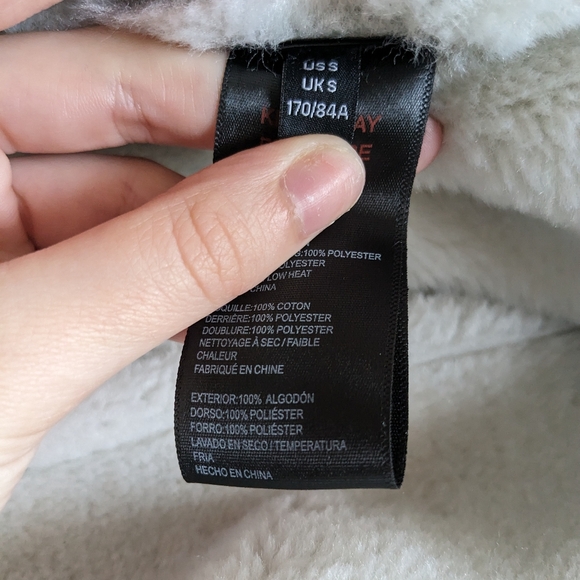 US S
UK S
170/84A
K AY
:100% POLYESTER
LYESTER
LOW HEAT
CHINA
QUILLE:100% COTON
DERRIÈRE:100% POLYESTER
DOUBLURE:100% POLYESTER
NETTOYAGE À SEC / FAIBLE
CHALEUR
FABRIQUÉ EN CHINE
EXTERIOR:100% ALGODÓN
DORSO:100% POLIÉSTER
FORRO:100% POLIÉSTER
LAVADO EN SECO / TEMPERATURA
FRIA
HECHO EN CHINA